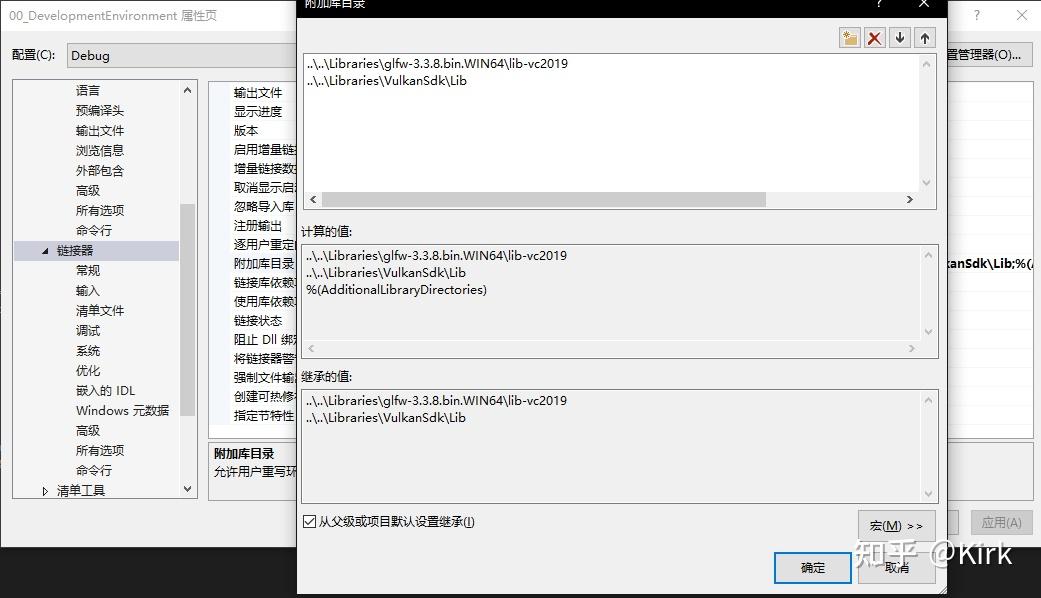 00_DevelopmentEnvironment 属性页
附加库目录
?
?
配置(C):
Debug
置管理器(O)...
语言
预编译头
输出文件
浏览信息
外部包含
高级
所有选项
命令行
链接器
常规
输入
清单文件
调试
系统
优化
嵌入的 IDL
Windows 元数据
高级
所有选项
命令行
清单工具
输出文件
显示进度
版本
启用增量链接
增量链接数据
取消显示启动
忽略导入库
注册输出
逐用户重定
附加库目录
链接库依赖项
使用库依赖项
链接状态
阻止 Dll 绑定
将链接器警
强制文件输出
创建可热修补
指定节特性
kanSdk\Lib;%(A
附加库目录
允许用户重写环
..\..\Libraries\glfw-3.3.8.bin.WIN64\lib-vc2019
..\..\Libraries\VulkanSdk\Lib
计算的值:
..\..\Libraries\glfw-3.3.8.bin.WIN64\lib-vc2019
..\..\Libraries\VulkanSdk\Lib
%(AdditionalLibraryDirectories)
继承的值:
..\..\Libraries\glfw-3.3.8.bin.WIN64\lib-vc2019
..\..\Libraries\VulkanSdk\Lib
从父级或项目默认设置继承(I)
宏(M) >>
确定
取消
应用(A)
知乎 @Kirk